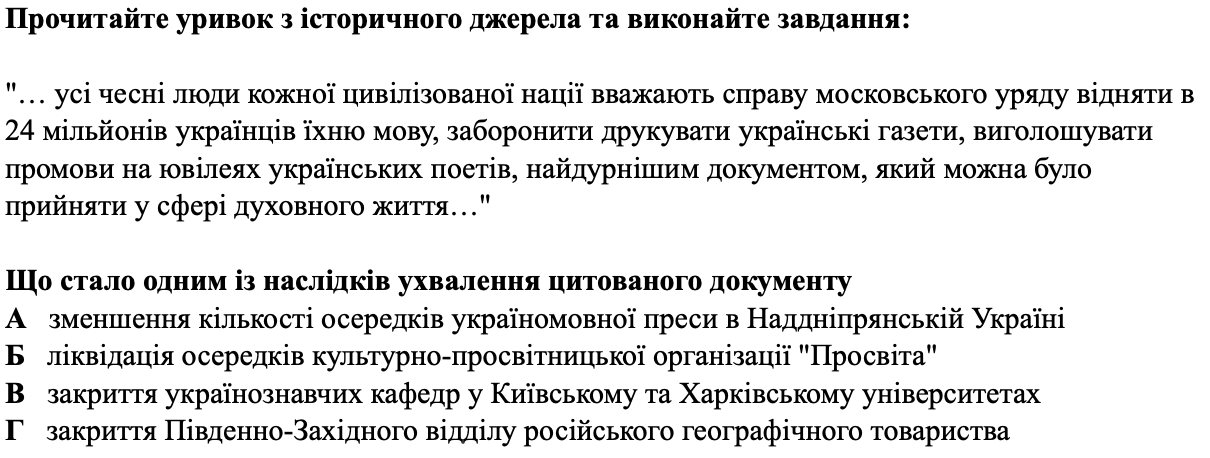 Прочитайте уривок з історичного джерела та виконайте завдання:
"… усі чесні люди кожної цивілізованої нації вважають справу московського уряду відняти в
24 мільйонів українців їхню мову, заборонити друкувати українські газети, виголошувати
промови на ювілеях українських поетів, найдурнішим документом, який можна було
прийняти у сфері духовного життя…"
Що стало одним із наслідків ухвалення цитованого документу
А зменшення кількості осередків україномовної преси в Наддніпрянській Україні
Б ліквідація осередків культурно-просвітницької організації "Просвіта"
В закриття українознавчих кафедр у Київському та Харківському університетах
Г закриття Південно-Західного відділу російського географічного товариства